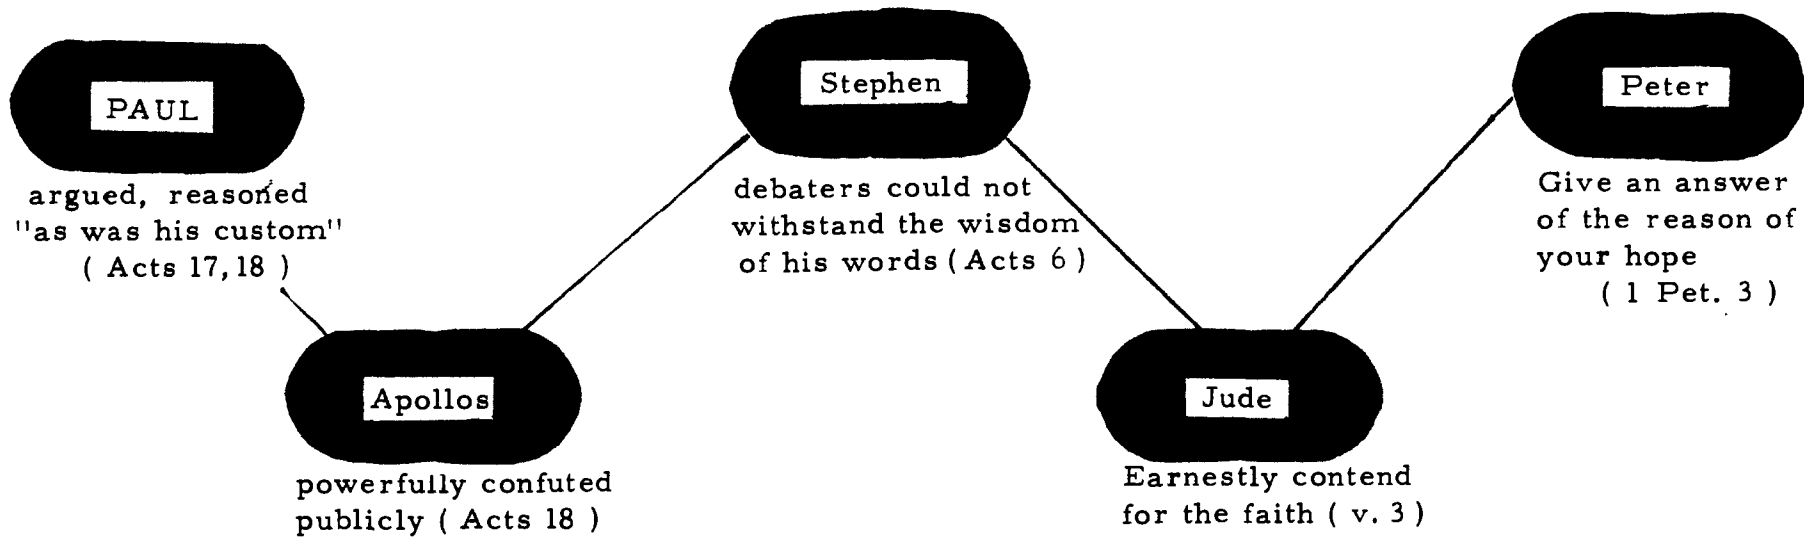 PAUL
argued, reasoned
"as was his custom"
( Acts 17,18 )
Apollos
powerfully confuted
publicly ( Acts 18 )
Stephen
debaters could not
withstand the wisdom
of his words ( Acts 6 )
Jude
Earnestly contend
for the faith ( v. 3 )
Peter
Give an answer
of the reason of
your hope
( 1 Pet. 3 )